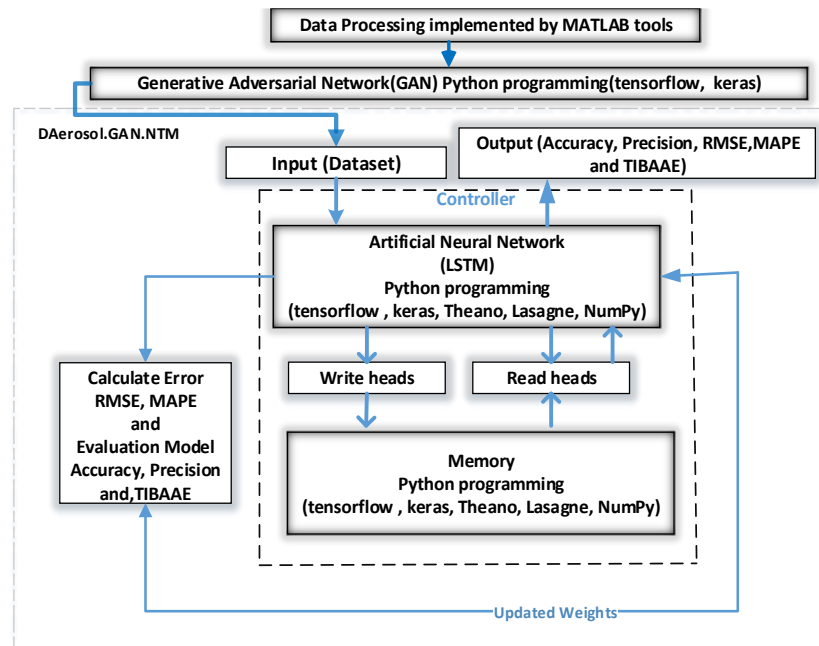 Data Processing implemented by MATLAB tools
Generative Adversarial Network(GAN) Python programming(tensorflow, keras)
DAerosol.GAN.NTM
Input (Dataset)
Output (Accuracy, Precision, RMSE,MAPE
and TIBAAE)
Controller
Artificial Neural Network
(LSTM)
Python programming
(tensorflow , keras, Theano, Lasagne, NumPy)
Write heads
Read heads
Calculate Error
RMSE, MAPE
and
Evaluation Model
Accuracy, Precision
and,TIBAAE
Memory
Python programming
(tensorflow , keras, Theano, Lasagne, NumPy)
Updated Weights